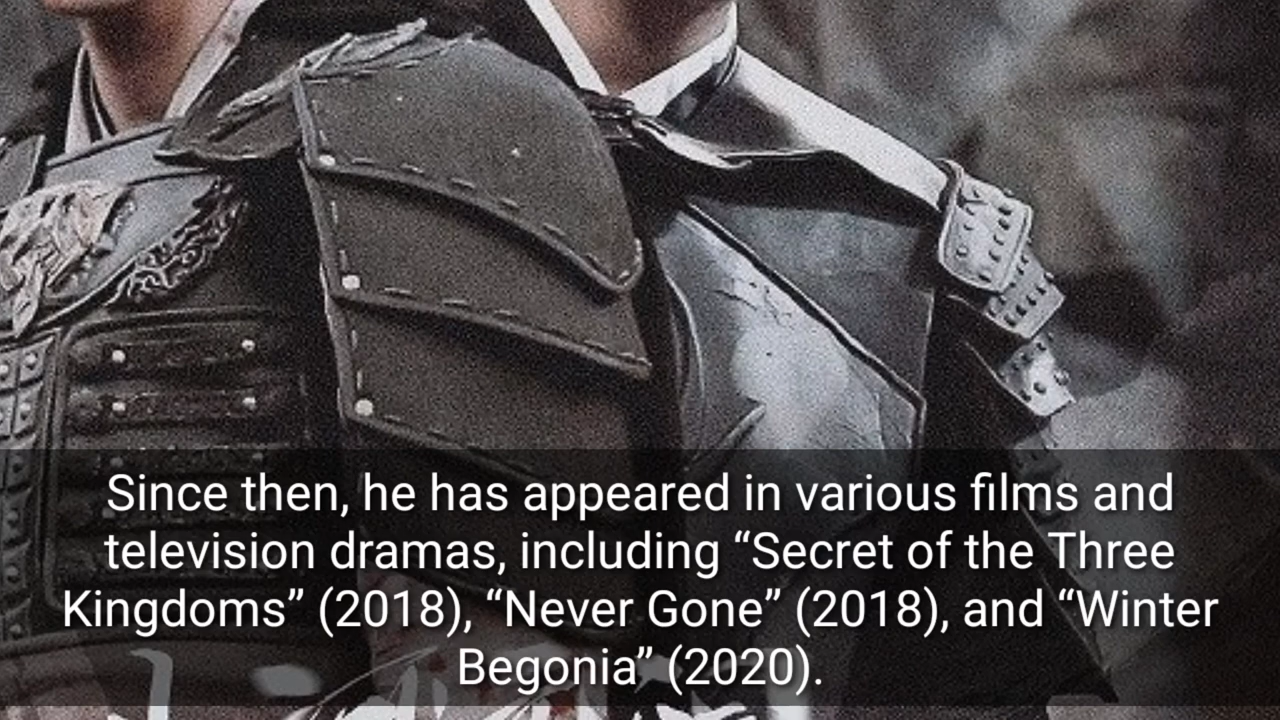 Since then, he has appeared in various films and
television dramas, including “Secret of the Three
Kingdoms” (2018), “Never Gone” (2018), and “Winter
Begonia” (2020).